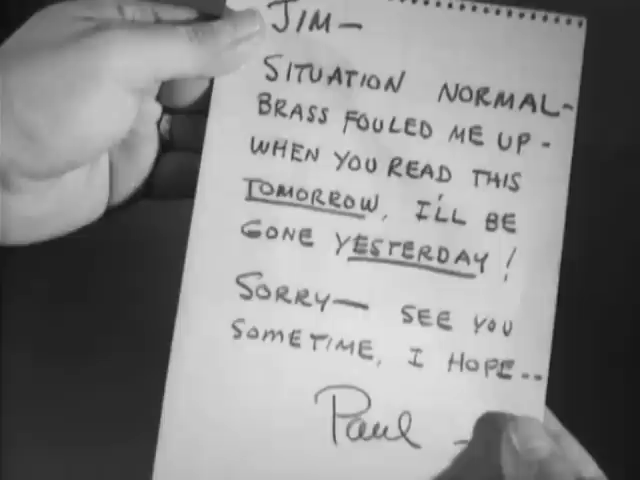 JIM—
SITUATION NORMAL-
BRASS FOULED ME UP -
WHEN YOU READ THIS
TOMORROW, I'LL BE
GONE YESTERDAY!
SORRY— SEE YOU
SOMETIME, I HOPE--
Paul —